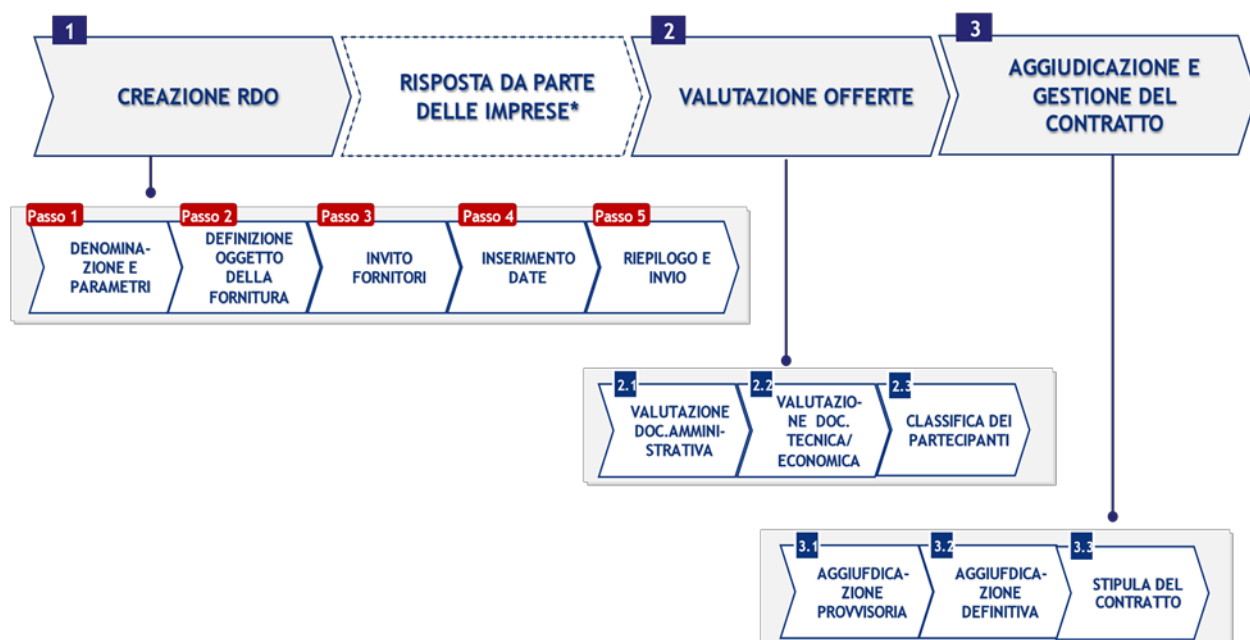 1
CREAZIONE RDO
RISPOSTA DA PARTE
DELLE IMPRESE*
2
VALUTAZIONE OFFERTE
3
AGGIUDICAZIONE E
GESTIONE DEL
CONTRATTO
Passo 1
DENOMINA-
ZIONE E
PARAMETRI
Passo 2
DEFINIZIONE
OGGETTO
DELLA
FORNITURA
Passo 3
INVITO
FORNITORI
Passo 4
INSERIMENTO
DATE
Passo 5
RIEPILOGO E
INVIO
2.1
VALUTAZIONE
DOC.AMMINI-
STRATIVA
2.2
VALUTAZIO-
NE DOC.
TECNICA/
ECONOMICA
2.3
CLASSIFICA DEI
PARTECIPANTI
3.1
AGGIUFDICA-
ZIONE
PROVVISORIA
3.2
AGGIUFDICA-
ZIONE
DEFINITIVA
3.3
STIPULA DEL
CONTRATTO